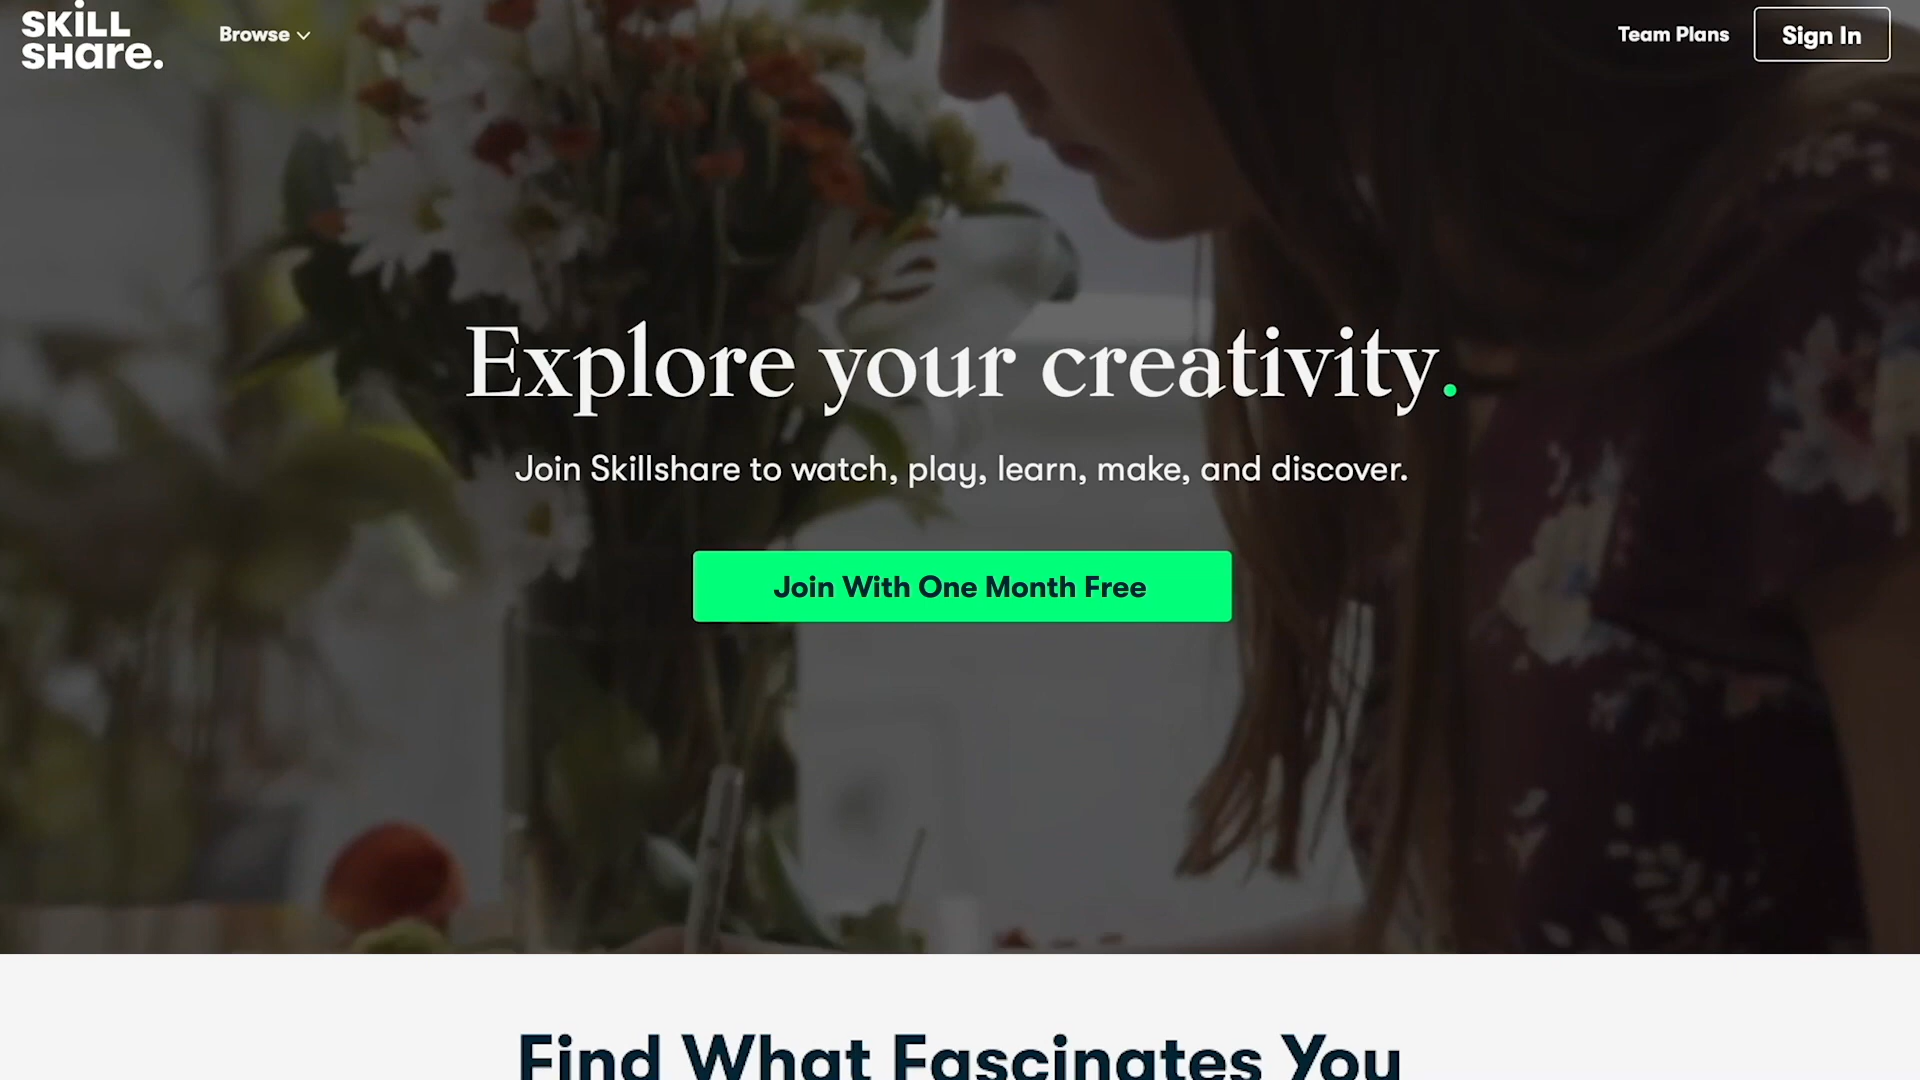 SKiLL
SHare.
Browse
Team Plans
Sign In
Explore your creativity.
Join Skillshare to watch, play, learn, make, and discover.
Join With One Month Free
Find What Fascinates You